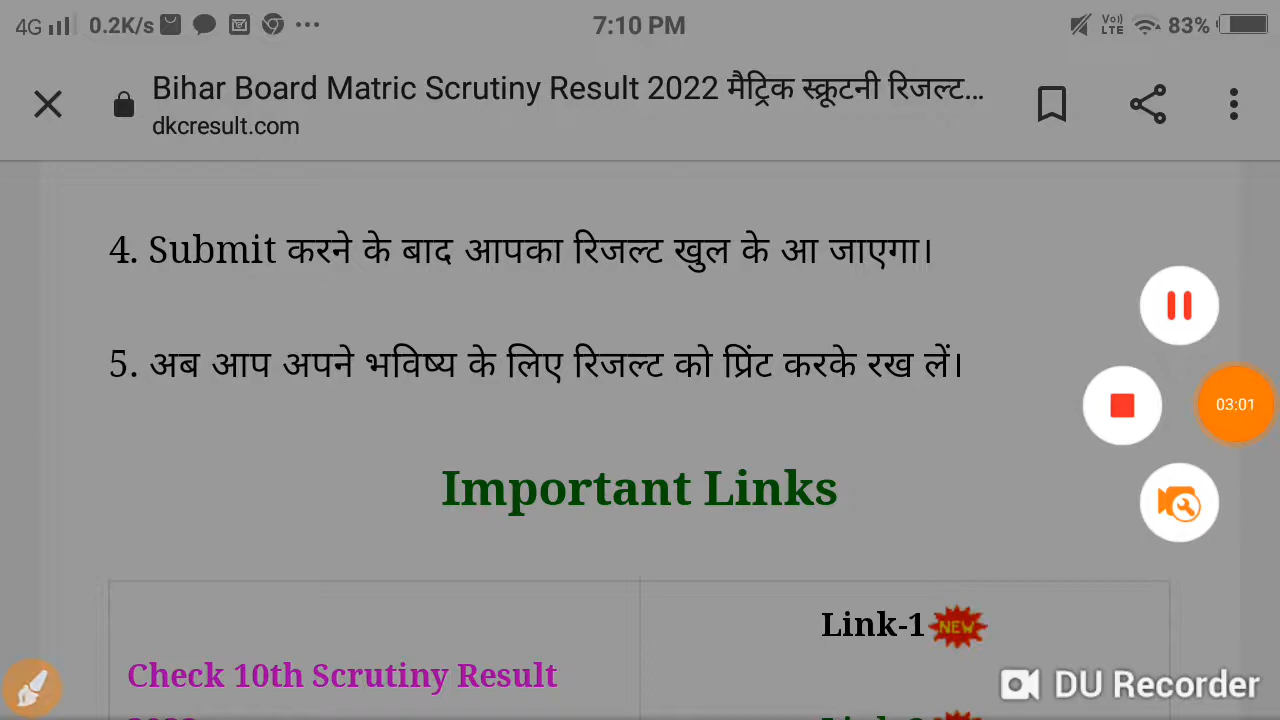 4G 0.2K/s 7:10 PM Vo) LTE 83%
Bihar Board Matric Scrutiny Result 2022 मैट्रिक स्क्रूटनी रिजल्ट...
dkcresult.com
4. Submit करने के बाद आपका रिजल्ट खुल के आ जाएगा।
5. अब आप अपने भविष्य के लिए रिजल्ट को प्रिंट करके रख लें।
03:01
Important Links
Link-1 NEW
Check 10th Scrutiny Result
DU Recorder